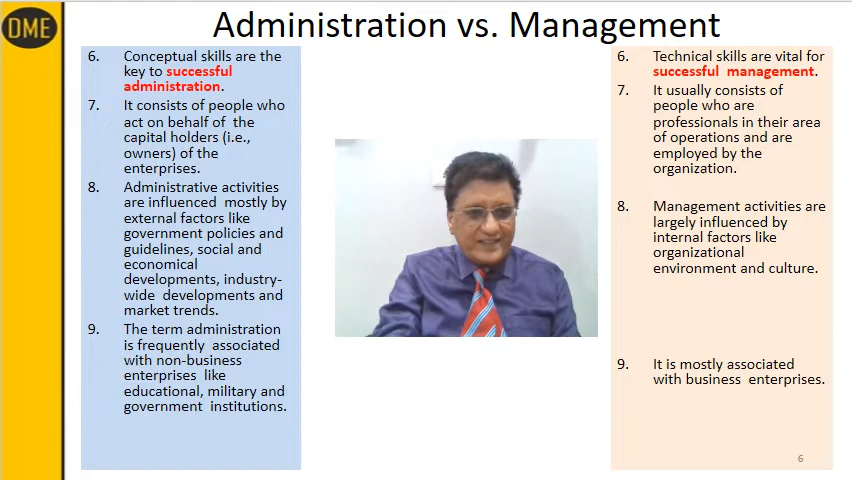 DME
Administration vs. Management
6. Conceptual skills are the
key to successful
administration.
7. It consists of people who
act on behalf of the
capital holders (i.e.,
owners) of the
enterprises.
8. Administrative activities
are influenced mostly by
external factors like
government policies and
guidelines, social and
economical
developments, industry-
wide developments and
market trends.
9. The term administration
is frequently associated
with non-business
enterprises like
educational, military and
government institutions.
6. Technical skills are vital for
successful management.
7. It usually consists of
people who are
professionals in their area
of operations and are
employed by the
organization.
8. Management activities are
largely influenced by
internal factors like
organizational
environment and culture.
9. It is mostly associated
with business enterprises.
6